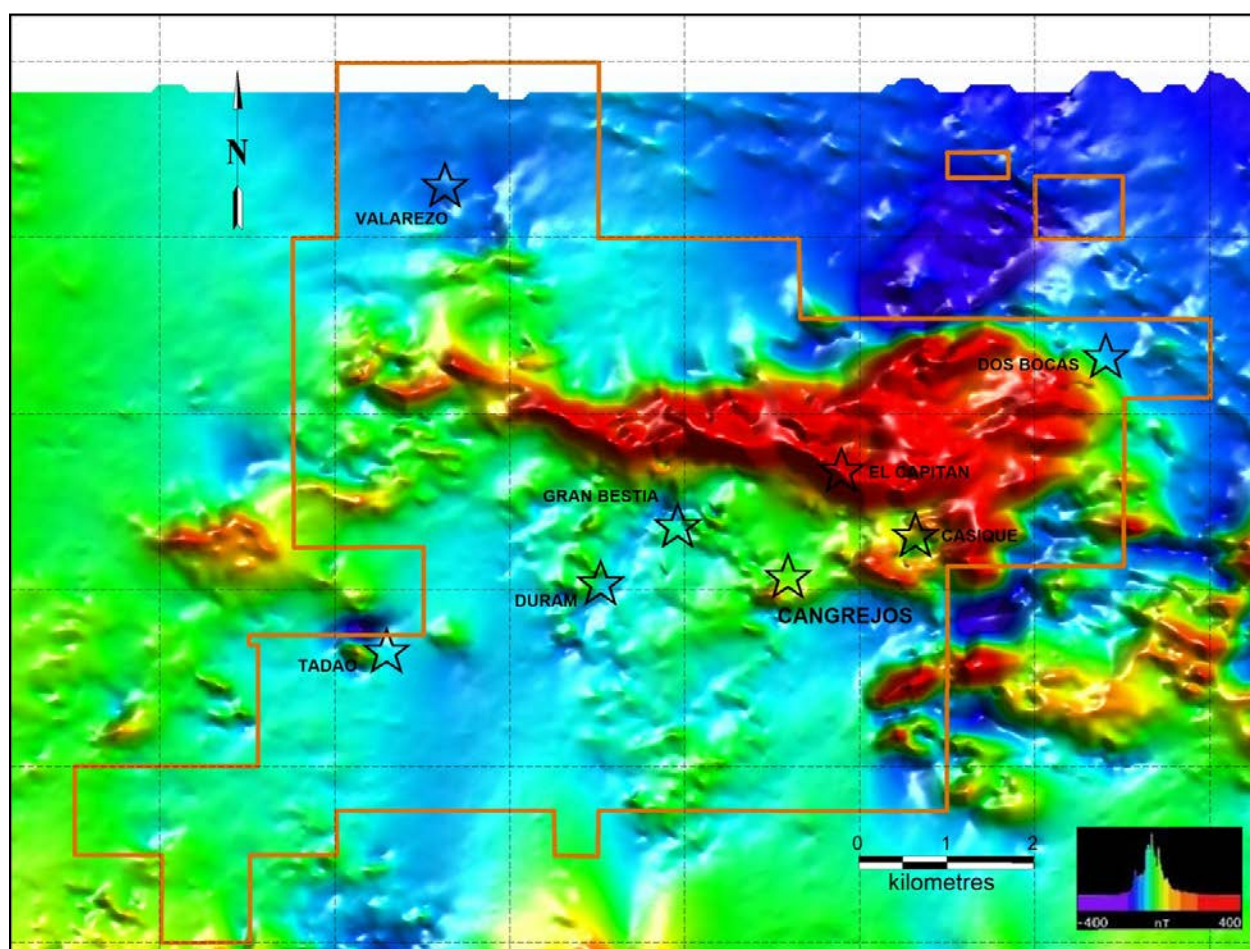 N
VALAREZO
DOS BOCAS
EL CAPITAN
GRAN BESTIA
CASIQUE
DURAM
CANGREJOS
TADAO
0 1 2
kilometres
-400 nT 400